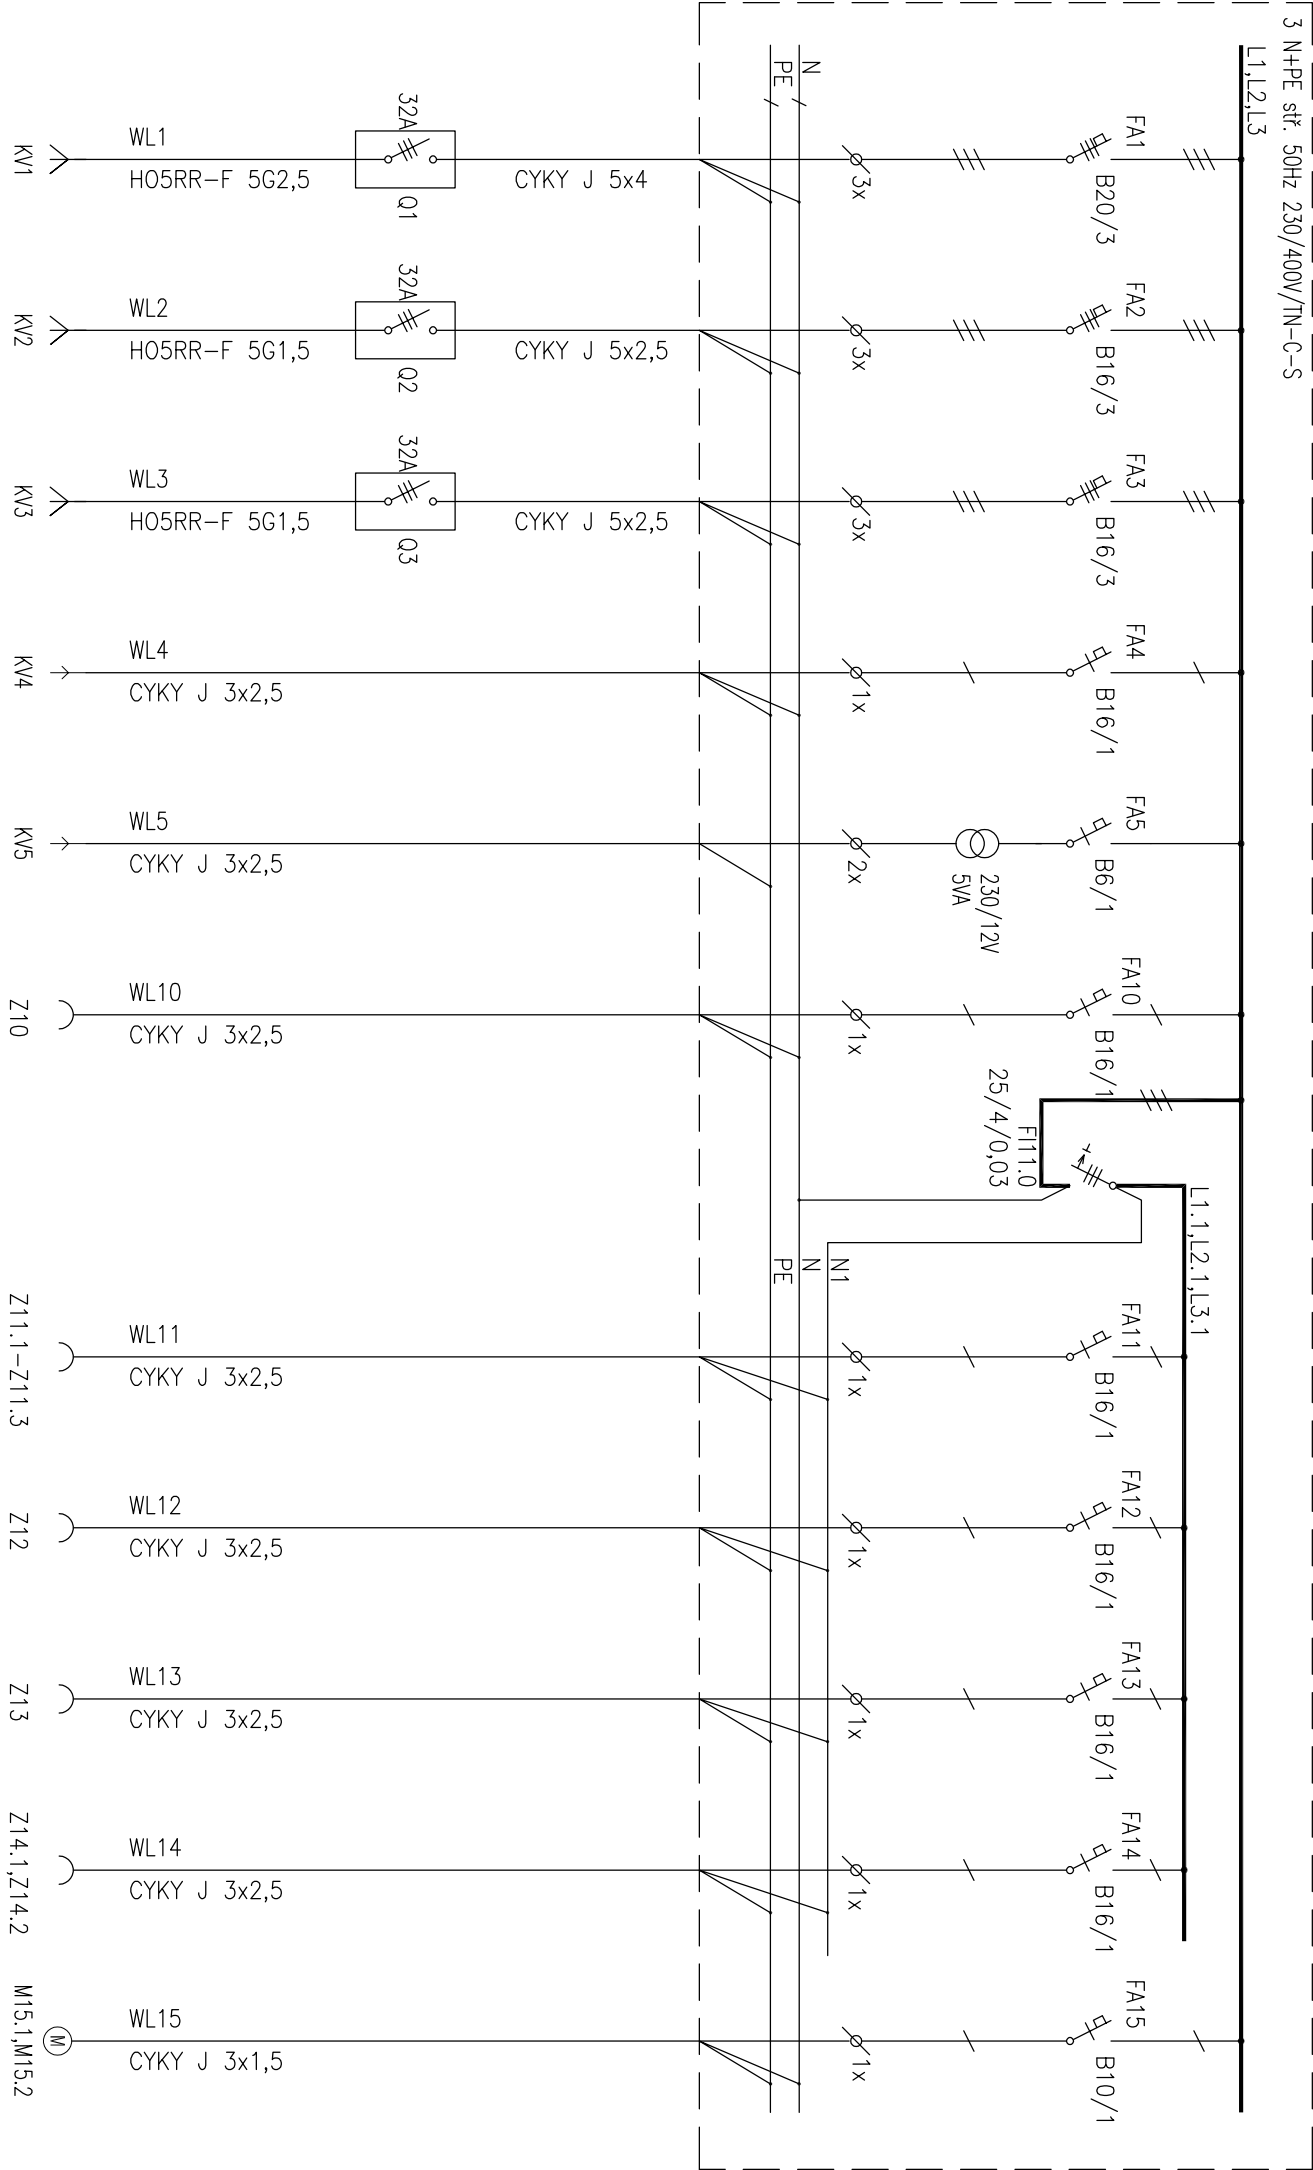 3 N+PE stř. 50Hz 230/400V/TN-C-S
L1,L2,L3
N
PE
FA1
B20/3
3x
CYKY J 5x4
32A
Q1
WL1
HO5RR-F 5G2,5
KV1
FA2
B16/3
3x
CYKY J 5x2,5
32A
Q2
WL2
HO5RR-F 5G1,5
KV2
FA3
B16/3
3x
CYKY J 5x2,5
32A
Q3
WL3
HO5RR-F 5G1,5
KV3
FA4
B16/1
1x
WL4
CYKY J 3x2,5
KV4
FA5
B6/1
230/12V
5VA
2x
WL5
CYKY J 3x2,5
KV5
FA10
B16/1
1x
WL10
CYKY J 3x2,5
Z10
FI11.0
25/4/0,03
L1.1,L2.1,L3.1
N1
N
PE
FA11
B16/1
1x
WL11
CYKY J 3x2,5
Z11.1-Z11.3
FA12
B16/1
1x
WL12
CYKY J 3x2,5
Z12
FA13
B16/1
1x
WL13
CYKY J 3x2,5
Z13
FA14
B16/1
1x
WL14
CYKY J 3x2,5
Z14.1,Z14.2
FA15
B10/1
1x
WL15
CYKY J 3x1,5
M
M15.1,M15.2